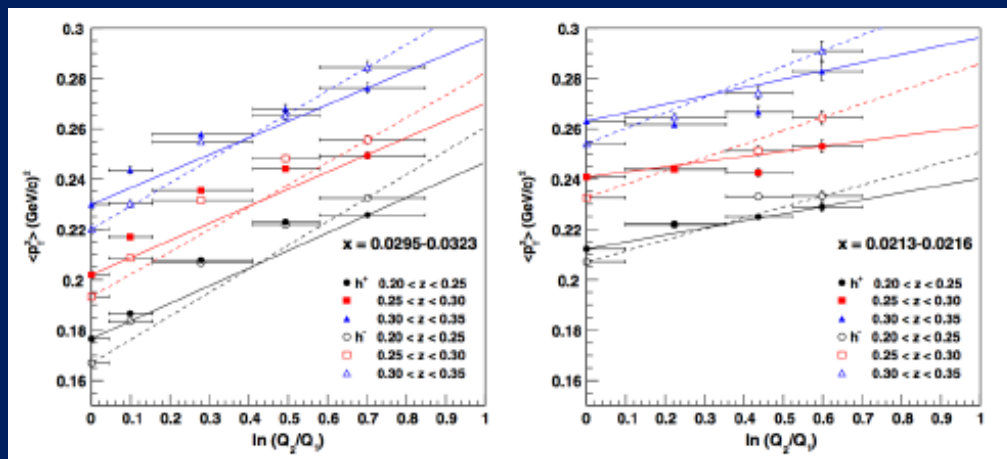 <p²T> (GeV/c)²
0.3
0.28
0.26
0.24
0.22
0.2
0.18
0.16
x = 0.0295-0.0323
h⁺ 0.20 < z < 0.25
0.25 < z < 0.30
0.30 < z < 0.35
h⁻ 0.20 < z < 0.25
0.25 < z < 0.30
0.30 < z < 0.35
0 0.1 0.2 0.3 0.4 0.5 0.6 0.7 0.8 0.9 1
ln (Q₂/Q₁)
<p²T> (GeV/c)²
0.3
0.28
0.26
0.24
0.22
0.2
0.18
0.16
x = 0.0213-0.0216
h⁺ 0.20 < z < 0.25
0.25 < z < 0.30
0.30 < z < 0.35
h⁻ 0.20 < z < 0.25
0.25 < z < 0.30
0.30 < z < 0.35
0 0.1 0.2 0.3 0.4 0.5 0.6 0.7 0.8 0.9 1
ln (Q₂/Q₁)